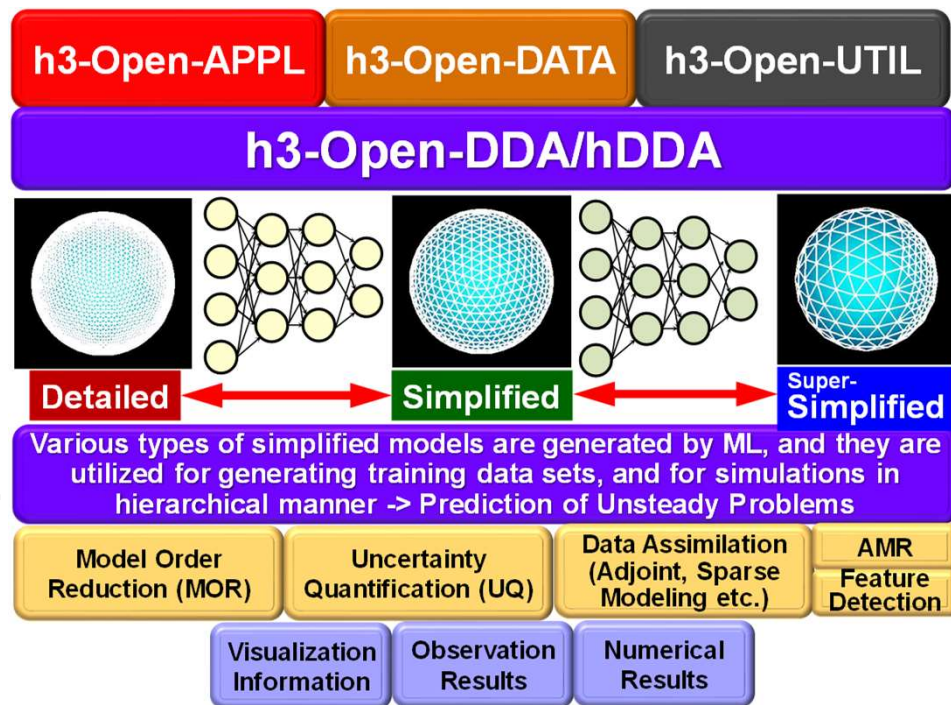 h3-Open-APPL h3-Open-DATA h3-Open-UTIL
h3-Open-DDA/hDDA
Detailed Simplified Super-
Simplified
Various types of simplified models are generated by ML, and they are
utilized for generating training data sets, and for simulations in
hierarchical manner -> Prediction of Unsteady Problems
Model Order
Reduction (MOR)
Uncertainty
Quantification (UQ)
Data Assimilation
(Adjoint, Sparse
Modeling etc.)
AMR
Feature
Detection
Visualization
Information
Observation
Results
Numerical
Results